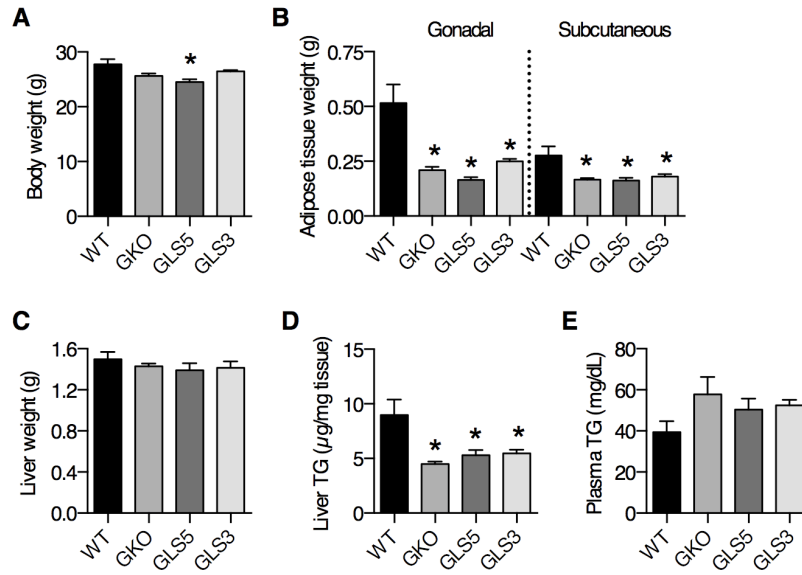 A
Body weight (g)
30
20
10
0
*
WT
GKO
GLS5
GLS3
B
Adipose tissue weight (g)
0.75
0.50
0.25
0.00
Gonadal
Subcutaneous
*
*
*
*
*
*
WT
GKO
GLS5
GLS3
WT
GKO
GLS5
GLS3
C
Liver weight (g)
1.6
1.2
0.8
0.4
0.0
WT
GKO
GLS5
GLS3
D
Liver TG (µg/mg tissue)
15
10
5
0
*
*
*
WT
GKO
GLS5
GLS3
E
Plasma TG (mg/dL)
80
60
40
20
0
WT
GKO
GLS5
GLS3